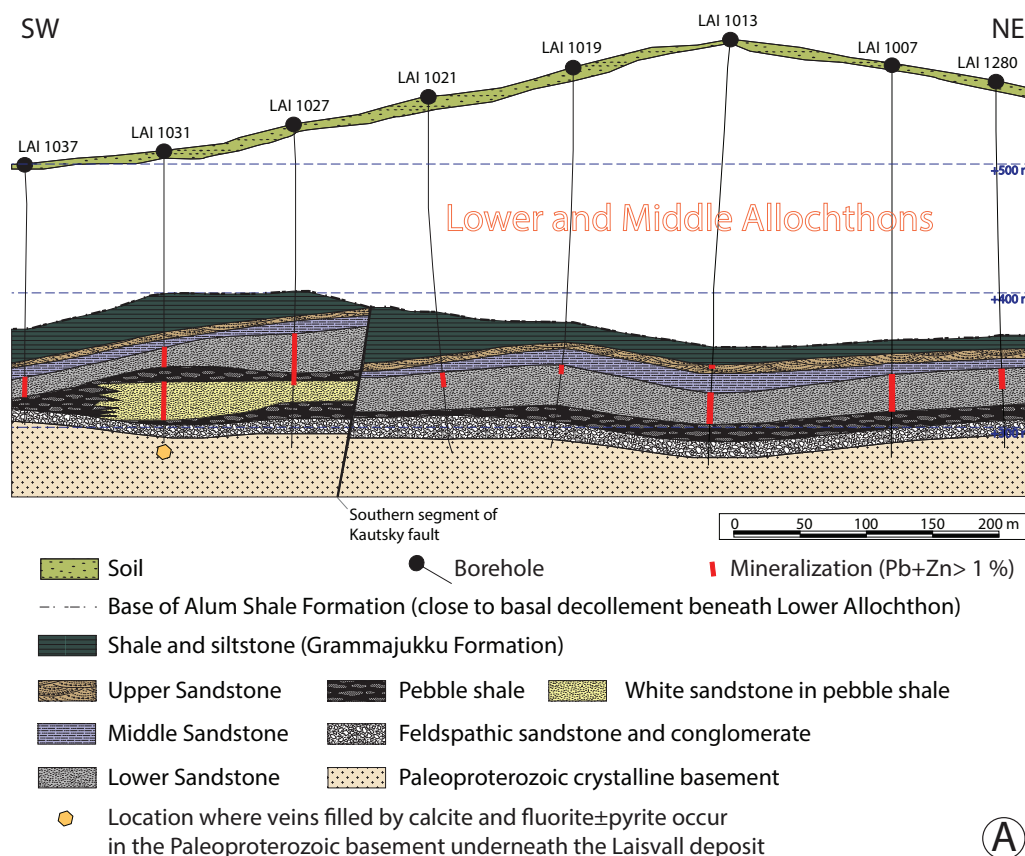 SW
NE
LAI 1013
LAI 1019
LAI 1007
LAI 1280
LAI 1021
LAI 1027
LAI 1031
LAI 1037
+500
Lower and Middle Allochthons
+400
Southern segment of
Kautsky fault
0 50 100 150 200 m
Soil
Borehole
Mineralization (Pb+Zn> 1 %)
Base of Alum Shale Formation (close to basal decollement beneath Lower Allochthon)
Shale and siltstone (Grammajukku Formation)
Upper Sandstone
Pebble shale
White sandstone in pebble shale
Middle Sandstone
Feldspathic sandstone and conglomerate
Lower Sandstone
Paleoproterozoic crystalline basement
Location where veins filled by calcite and fluorite±pyrite occur
in the Paleoproterozoic basement underneath the Laisvall deposit
A